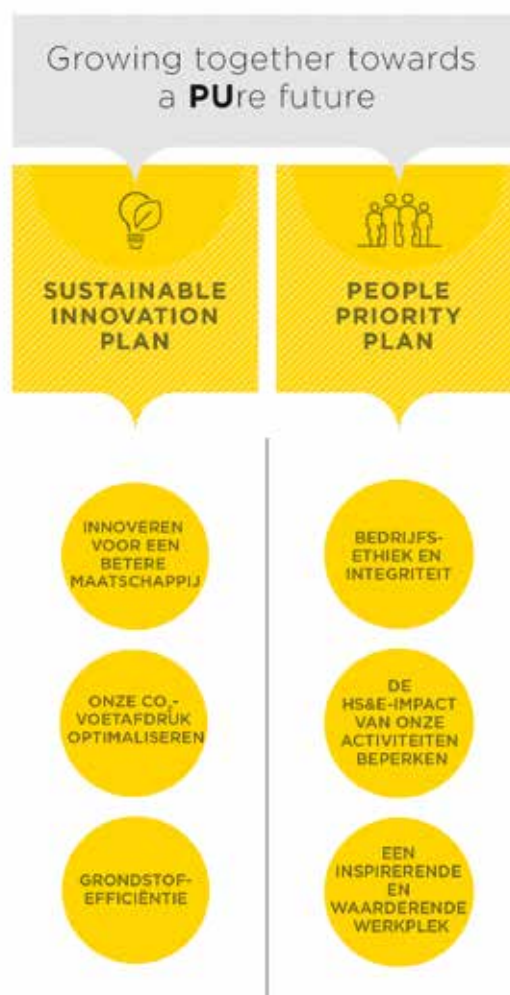 Growing together towards
a PUre future
SUSTAINABLE
INNOVATION
PLAN
INNOVEREN
VOOR EEN
BETERE
MAATSCHAPPIJ
ONZE CO₂-
VOETAFDRUK
OPTIMALISEREN
GRONDSTOF-
EFFICIËNTIE
PEOPLE
PRIORITY
PLAN
BEDRIJFS-
ETHIEK EN
INTEGRITEIT
DE
HS&E-IMPACT
VAN ONZE
ACTIVITEITEN
BEPERKEN
EEN
INSPIRERENDE
EN
WAARDERENDE
WERKPLEK